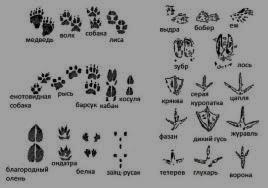 медведь волк собака лиса
выдра бобер еж
зубр лось
енотовидная собака рысь барсук кабан косуля
кряква серая куропатка цапля
фазан дикий гусь журавль
благородный олень ондатра белка заяц-русак
тетерев глухарь ворона